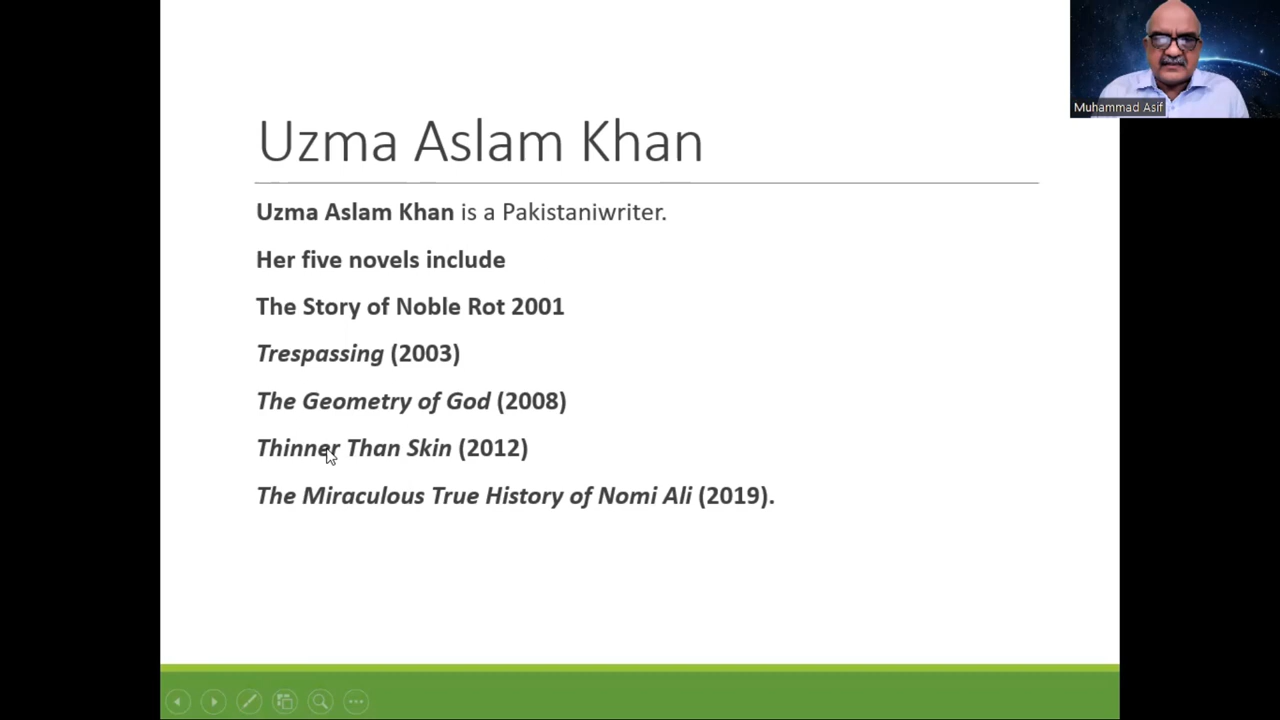 Muhammad Asif
Uzma Aslam Khan
Uzma Aslam Khan is a Pakistaniwriter.
Her five novels include
The Story of Noble Rot 2001
Trespassing (2003)
The Geometry of God (2008)
Thinner Than Skin (2012)
The Miraculous True History of Nomi Ali (2019).